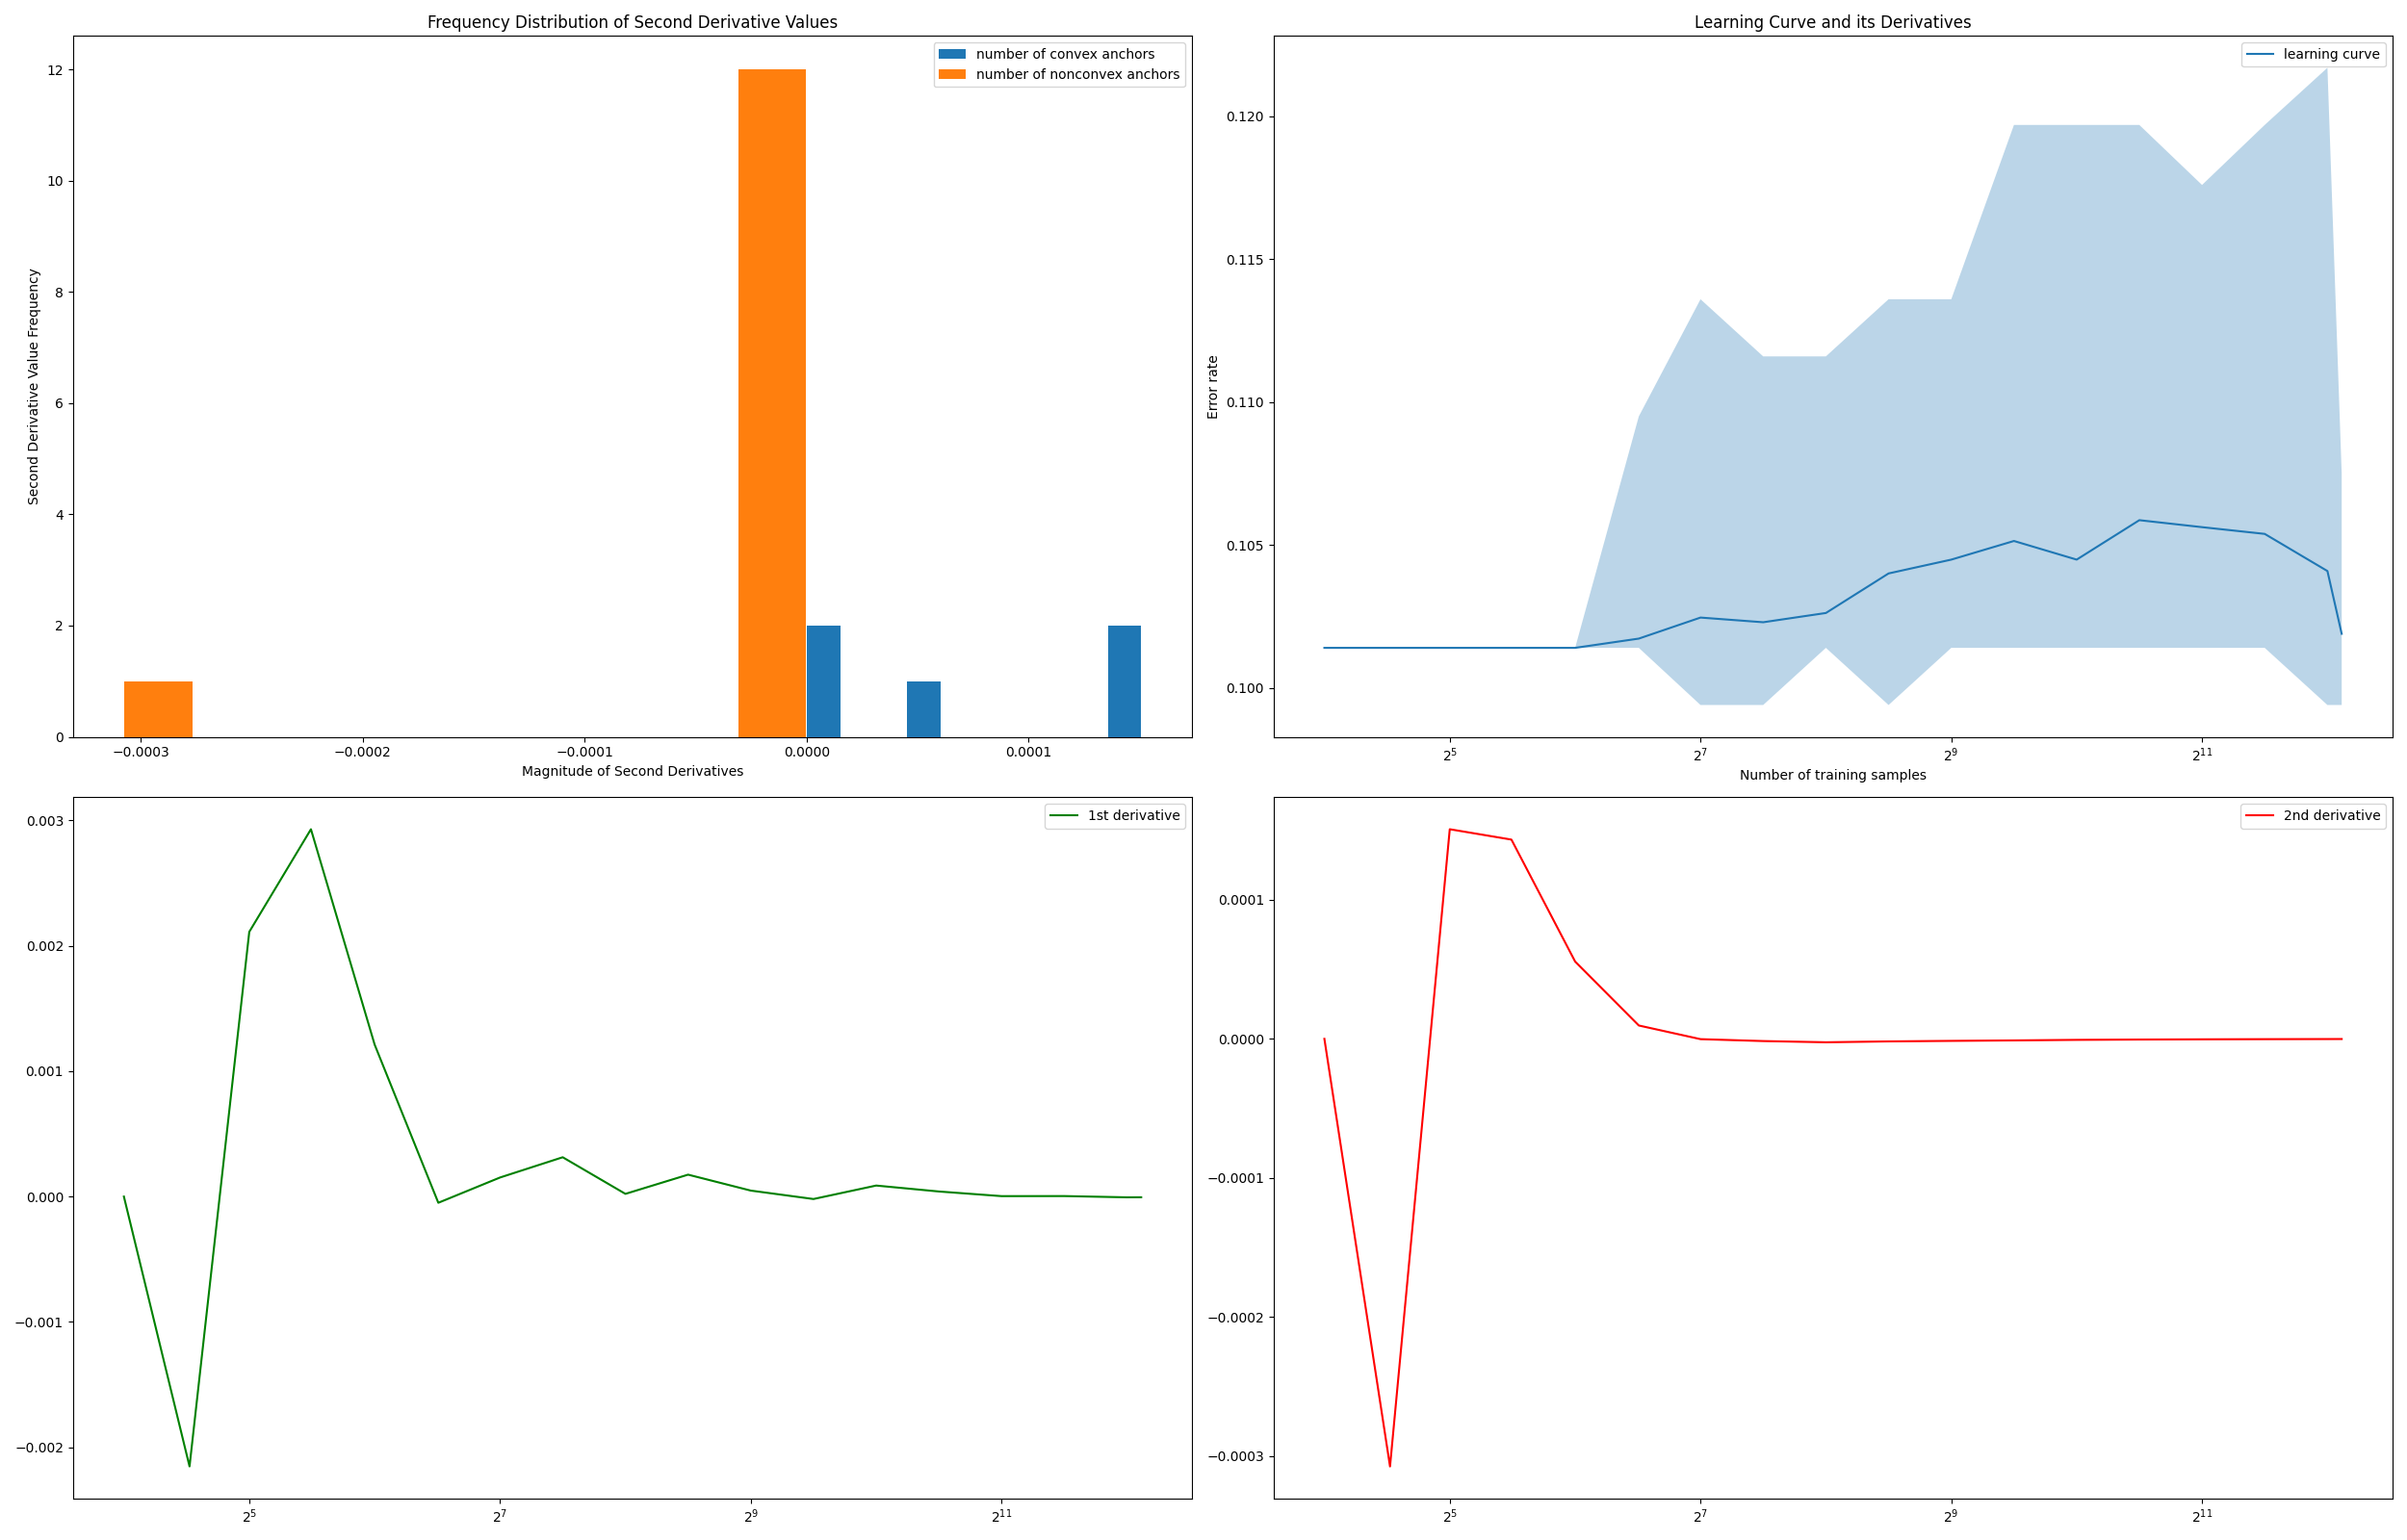 Frequency Distribution of Second Derivative Values
number of convex anchors
number of nonconvex anchors
Second Derivative Value Frequency
12
10
8
6
4
2
0
−0.0003 −0.0002 −0.0001 0.0000 0.0001
Magnitude of Second Derivatives
Learning Curve and its Derivatives
learning curve
Error rate
0.120
0.115
0.110
0.105
0.100
2^5 2^7 2^9 2^11
Number of training samples
1st derivative
0.003
0.002
0.001
0.000
−0.001
−0.002
2^5 2^7 2^9 2^11
2nd derivative
0.0001
0.0000
−0.0001
−0.0002
−0.0003
2^5 2^7 2^9 2^11